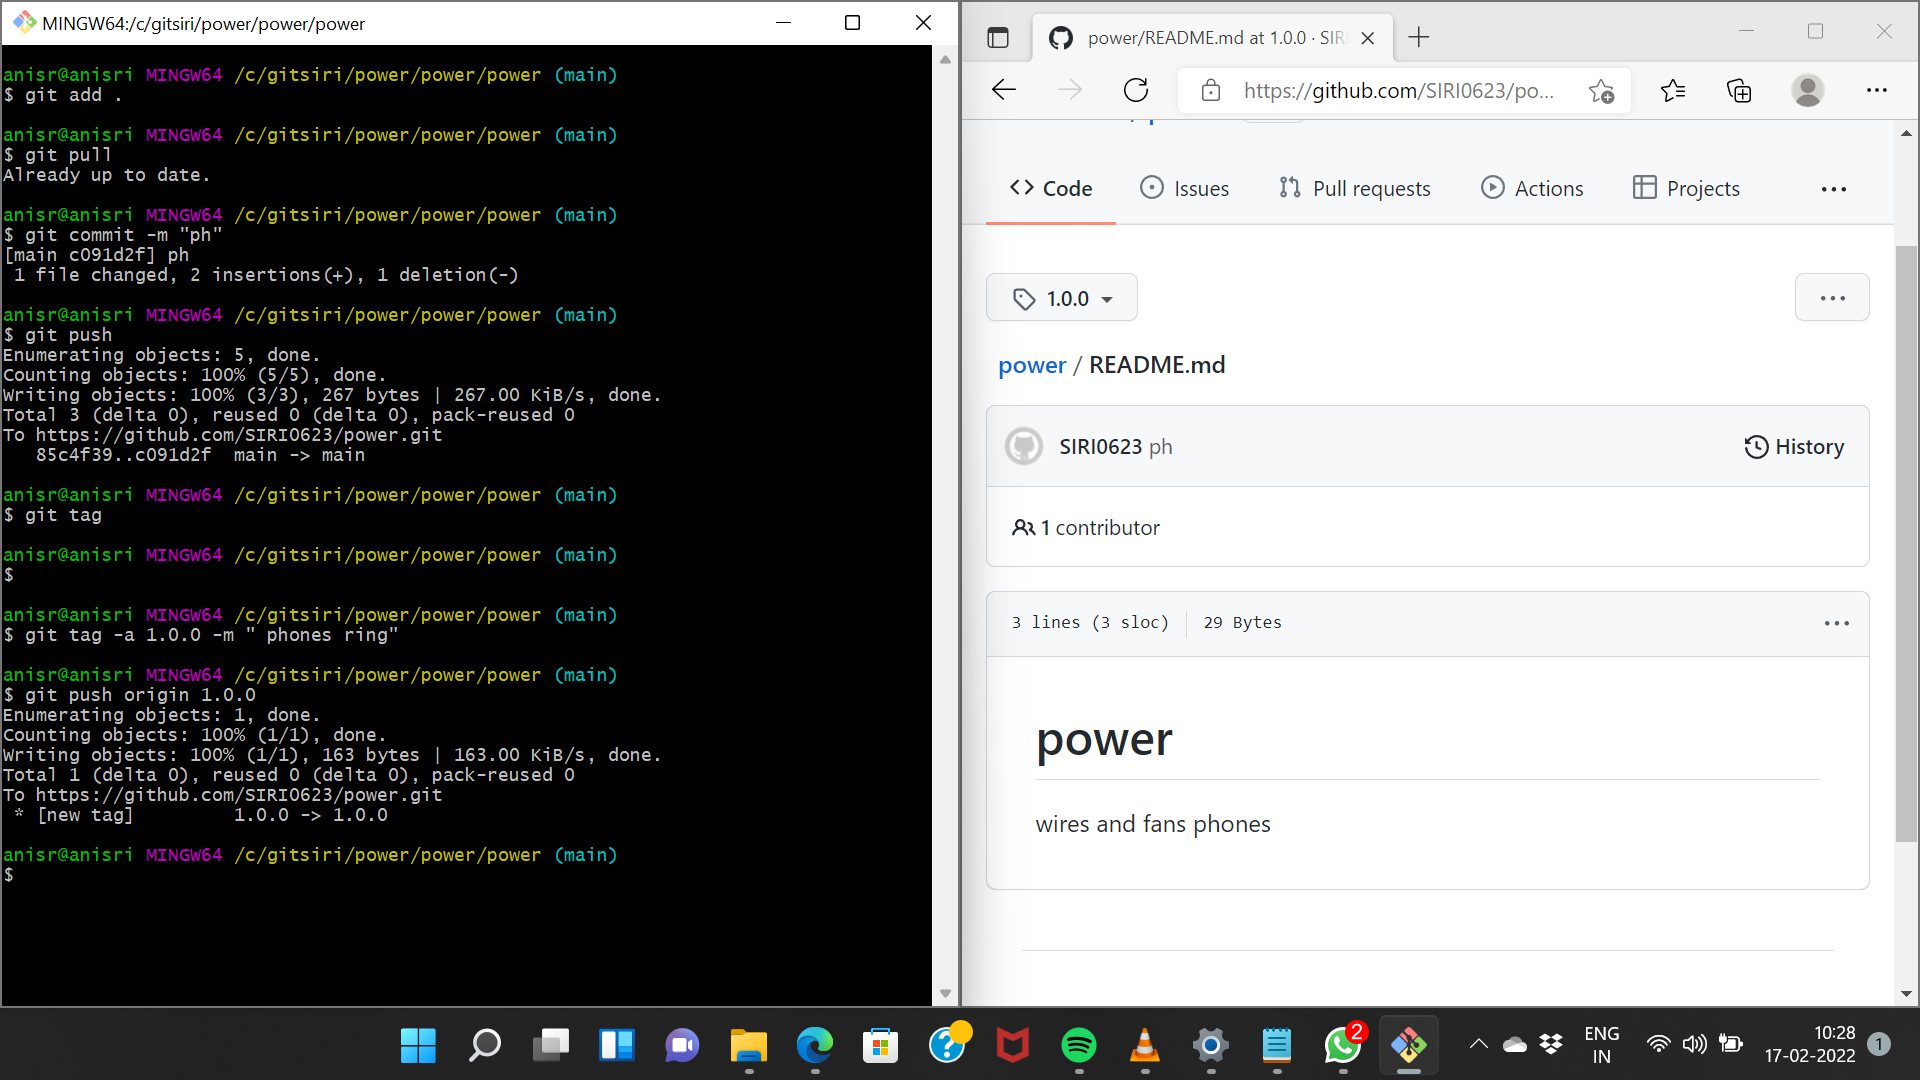 MINGW64:/c/gitsiri/power/power/power
anisr@anisri MINGW64 /c/gitsiri/power/power/power (main)
$ git add .
anisr@anisri MINGW64 /c/gitsiri/power/power/power (main)
$ git pull
Already up to date.
anisr@anisri MINGW64 /c/gitsiri/power/power/power (main)
$ git commit -m "ph"
[main c091d2f] ph
1 file changed, 2 insertions(+), 1 deletion(-)
anisr@anisri MINGW64 /c/gitsiri/power/power/power (main)
$ git push
Enumerating objects: 5, done.
Counting objects: 100% (5/5), done.
Writing objects: 100% (3/3), 267 bytes | 267.00 KiB/s, done.
Total 3 (delta 0), reused 0 (delta 0), pack-reused 0
To https://github.com/SIRI0623/power.git
85c4f39..c091d2f main -> main
anisr@anisri MINGW64 /c/gitsiri/power/power/power (main)
$ git tag
anisr@anisri MINGW64 /c/gitsiri/power/power/power (main)
$
anisr@anisri MINGW64 /c/gitsiri/power/power/power (main)
$ git tag -a 1.0.0 -m " phones ring"
anisr@anisri MINGW64 /c/gitsiri/power/power/power (main)
$ git push origin 1.0.0
Enumerating objects: 1, done.
Counting objects: 100% (1/1), done.
Writing objects: 100% (1/1), 163 bytes | 163.00 KiB/s, done.
Total 1 (delta 0), reused 0 (delta 0), pack-reused 0
To https://github.com/SIRI0623/power.git
* [new tag] 1.0.0 -> 1.0.0
anisr@anisri MINGW64 /c/gitsiri/power/power/power (main)
$
power/README.md at 1.0.0 · SIRI
https://github.com/SIRI0623/po...
Code Issues Pull requests Actions Projects
1.0.0
power / README.md
SIRI0623 ph History
1 contributor
3 lines (3 sloc) 29 Bytes
power
wires and fans phones
2
ENG
IN
10:28
17-02-2022
1